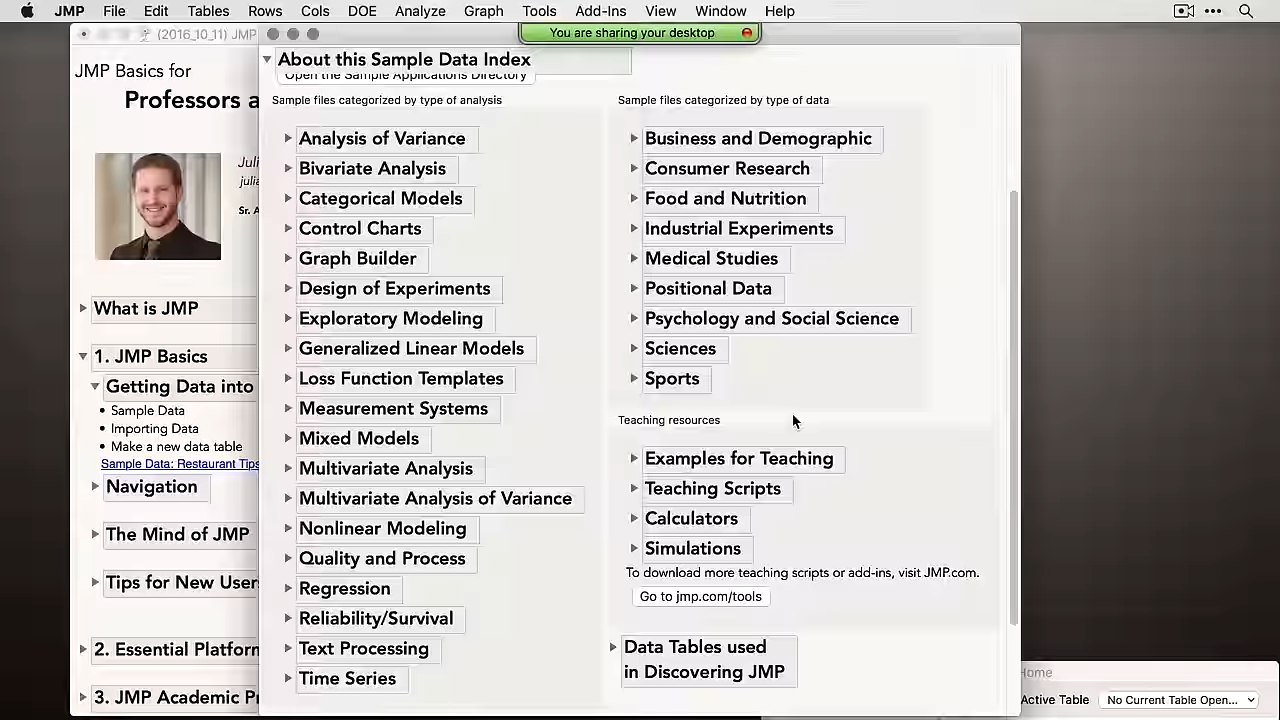 JMP File Edit Tables Rows Cols DOE Analyze Graph Tools Add-Ins View Window Help
You are sharing your desktop
(2016_10_11) JMP
JMP Basics for
Professors a
Juli
juli
Sr. A
What is JMP
1. JMP Basics
Getting Data into
• Sample Data
• Importing Data
• Make a new data table
Sample Data: Restaurant Tips
Navigation
The Mind of JMP
Tips for New User
2. Essential Platfor
3. JMP Academic P
About this Sample Data Index
Open the Sample Applications Directory
Sample files categorized by type of analysis
Analysis of Variance
Bivariate Analysis
Categorical Models
Control Charts
Graph Builder
Design of Experiments
Exploratory Modeling
Generalized Linear Models
Loss Function Templates
Measurement Systems
Mixed Models
Multivariate Analysis
Multivariate Analysis of Variance
Nonlinear Modeling
Quality and Process
Regression
Reliability/Survival
Text Processing
Time Series
Sample files categorized by type of data
Business and Demographic
Consumer Research
Food and Nutrition
Industrial Experiments
Medical Studies
Positional Data
Psychology and Social Science
Sciences
Sports
Teaching resources
Examples for Teaching
Teaching Scripts
Calculators
Simulations
To download more teaching scripts or add-ins, visit JMP.com.
Go to jmp.com/tools
Data Tables used
in Discovering JMP
Home
Active Table No Current Table Open...